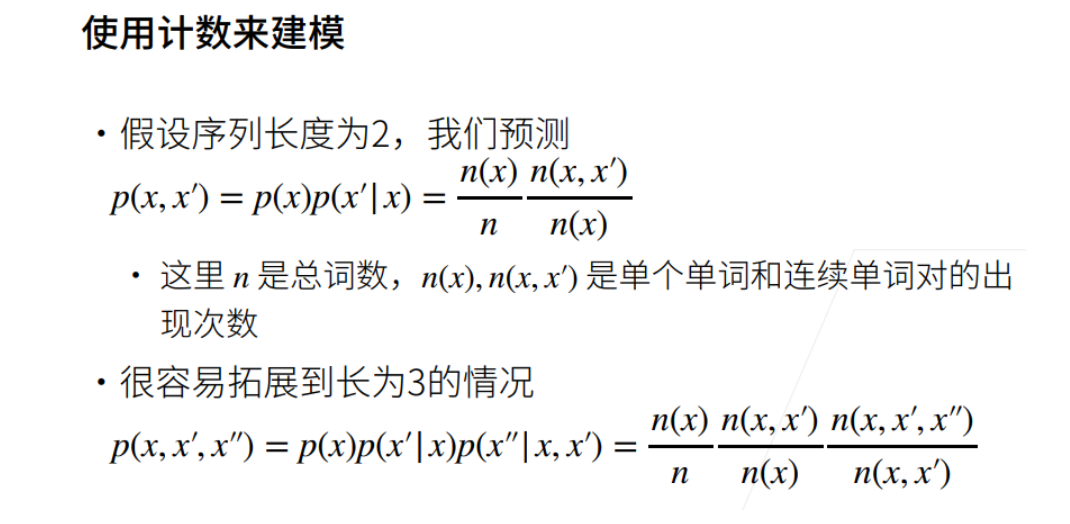 使用计数来建模
• 假设序列长度为2，我们预测
p(x, x′) = p(x)p(x′|x) = \frac{n(x)}{n} \frac{n(x, x′)}{n(x)}
• 这里 n 是总词数，n(x), n(x, x′) 是单个单词和连续单词对的出
现次数
• 很容易拓展到长为3的情况
p(x, x′, x″) = p(x)p(x′|x)p(x″|x, x′) = \frac{n(x)}{n} \frac{n(x, x′)}{n(x)} \frac{n(x, x′, x″)}{n(x, x′)}